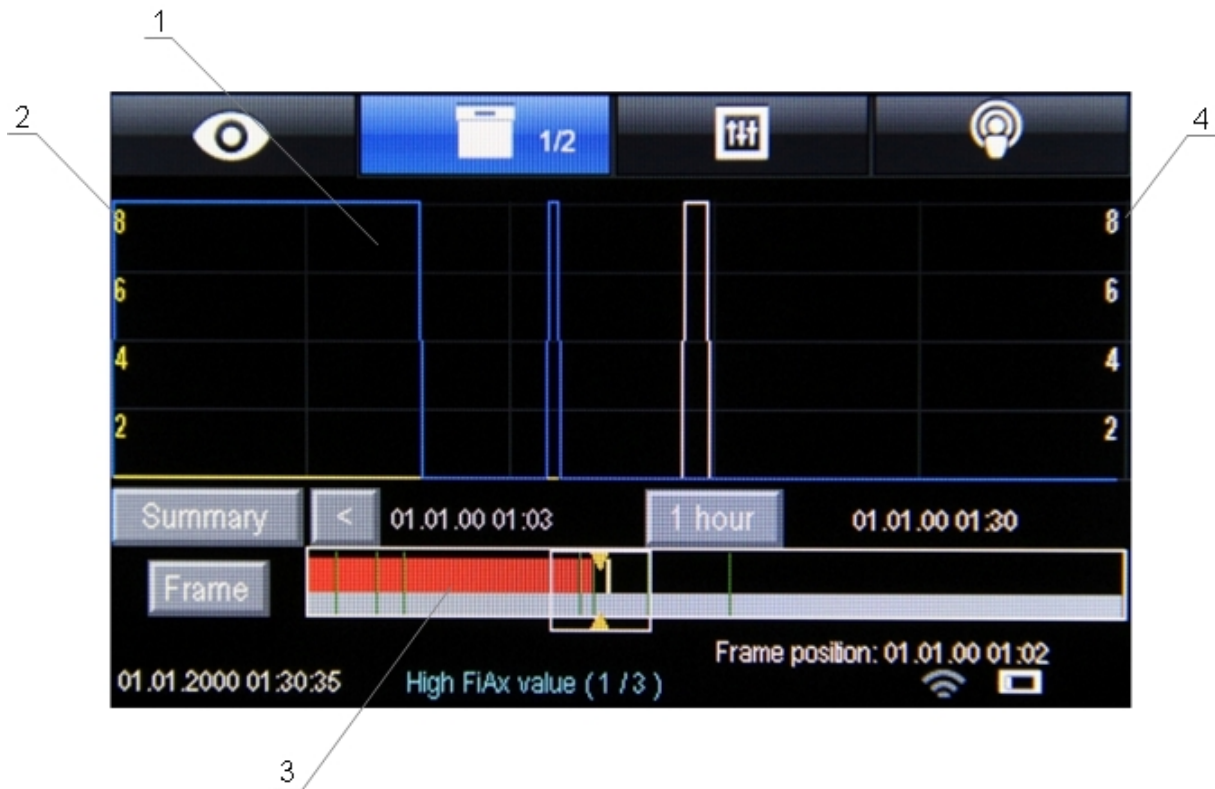 1
2
4
1/2
8 8
6 6
4 4
2 2
Summary < 01.01.00 01:03 1 hour 01.01.00 01:30
Frame
Frame position: 01.01.00 01:02
01.01.2000 01:30:35 High FiAx value ( 1 / 3 )
3